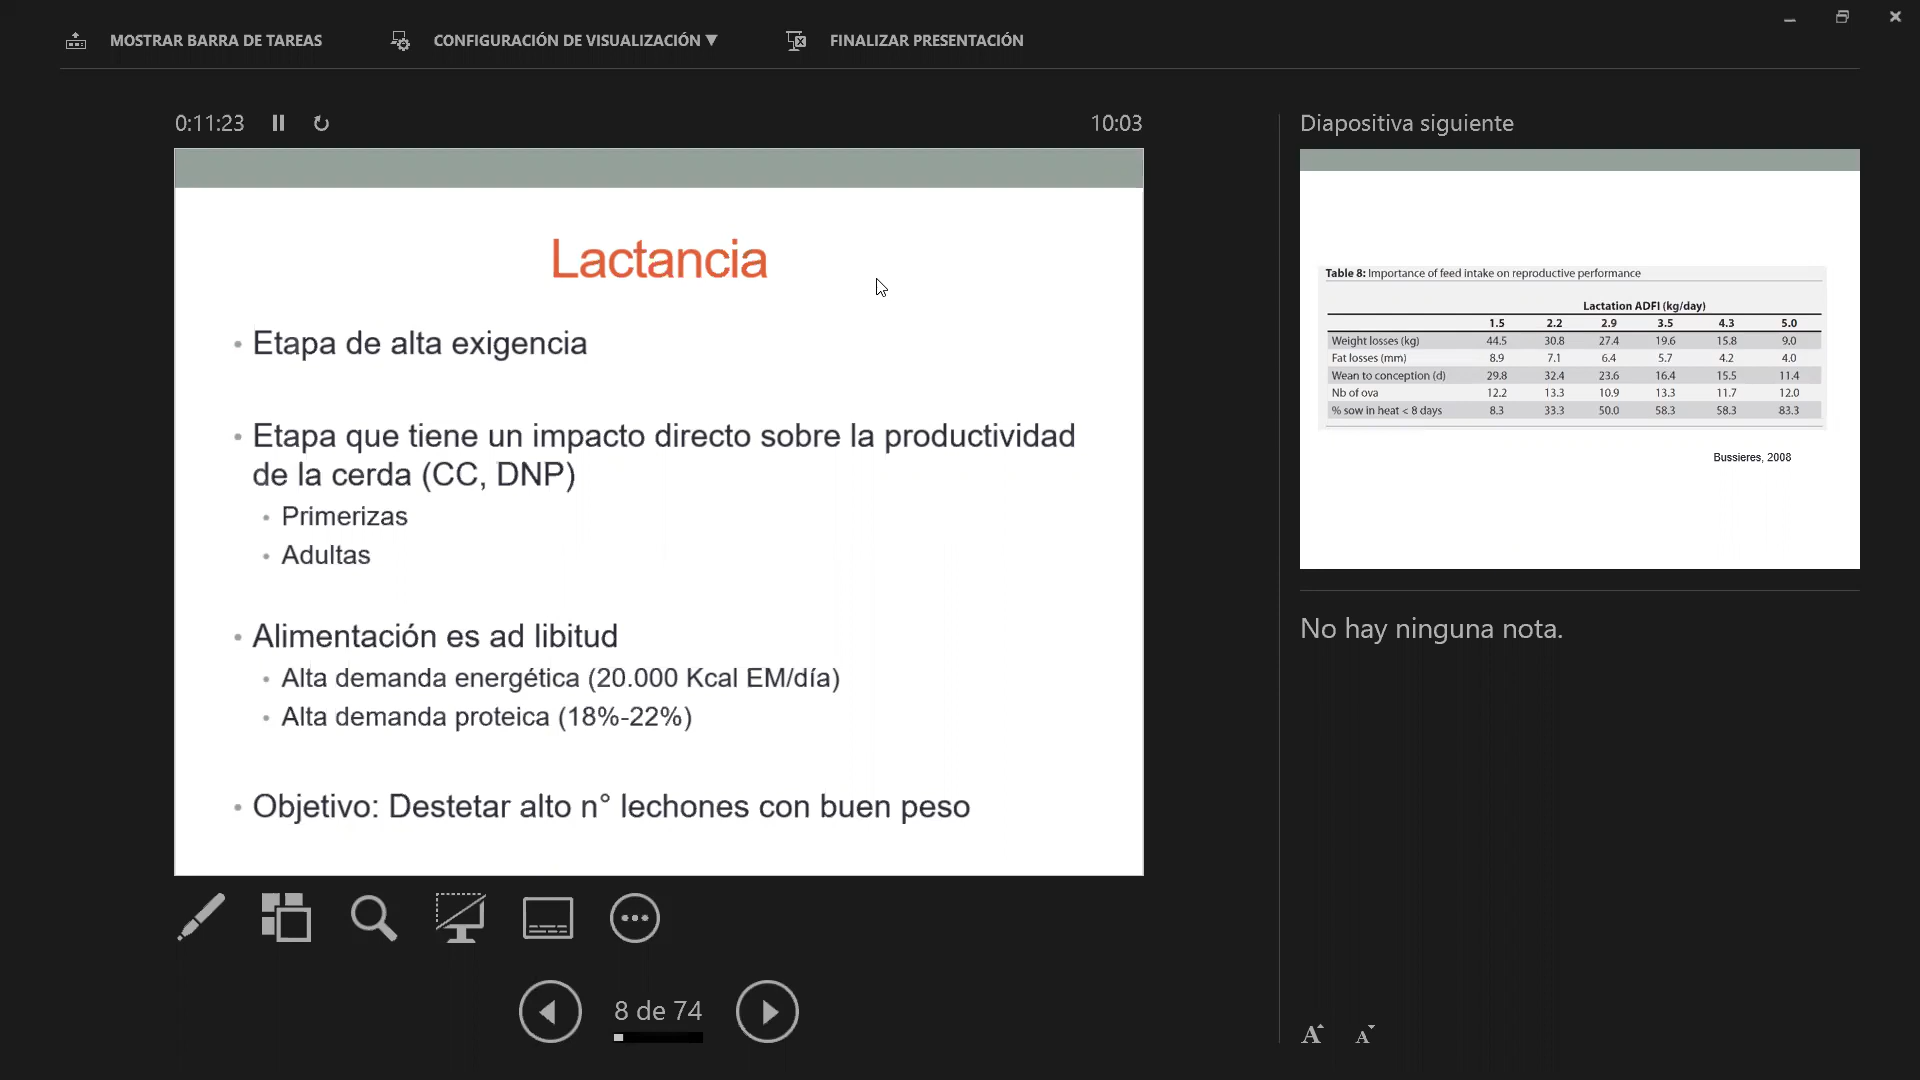 MOSTRAR BARRA DE TAREAS
CONFIGURACIÓN DE VISUALIZACIÓN ▼
FINALIZAR PRESENTACIÓN
0:11:23
10:03
Lactancia
• Etapa de alta exigencia
• Etapa que tiene un impacto directo sobre la productividad
de la cerda (CC, DNP)
• Primerizas
• Adultas
• Alimentación es ad libitud
• Alta demanda energética (20.000 Kcal EM/día)
• Alta demanda proteica (18%-22%)
• Objetivo: Destetar alto n° lechones con buen peso
8 de 74
Diapositiva siguiente
Table 8: Importance of feed intake on reproductive performance
Lactation ADFI (kg/day)
1.5 2.2 2.9 3.5 4.3 5.0
Weight losses (kg) 44.5 30.8 27.4 19.6 15.8 9.0
Fat losses (mm) 8.9 7.1 6.4 5.7 4.2 4.0
Wean to conception (d) 29.8 32.4 23.6 16.4 15.5 11.4
Nb of ova 12.2 13.3 10.9 13.3 11.7 12.0
% sow in heat < 8 days 8.3 33.3 50.0 58.3 58.3 83.3
Bussieres, 2008
No hay ninguna nota.
A A